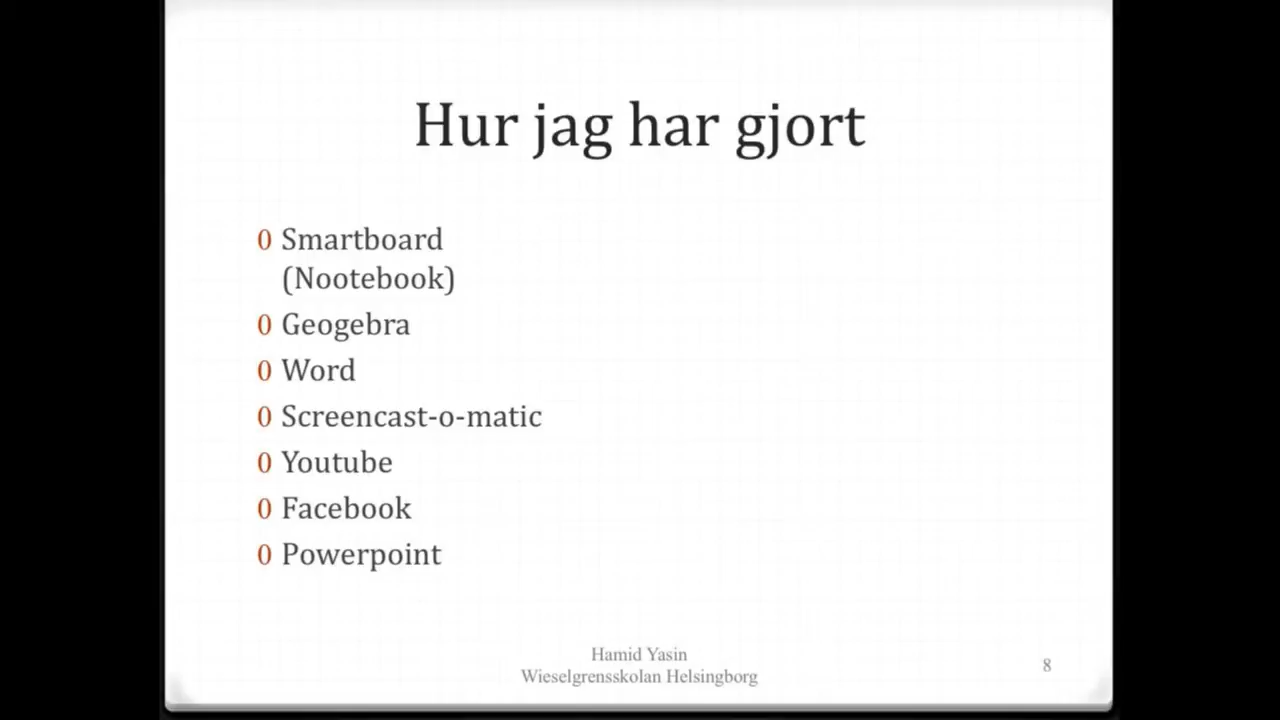 Hur jag har gjort
0 Smartboard
(Nootebook)
0 Geogebra
0 Word
0 Screencast-o-matic
0 Youtube
0 Facebook
0 Powerpoint
Hamid Yasin
Wieselgrensskolan Helsingborg
8